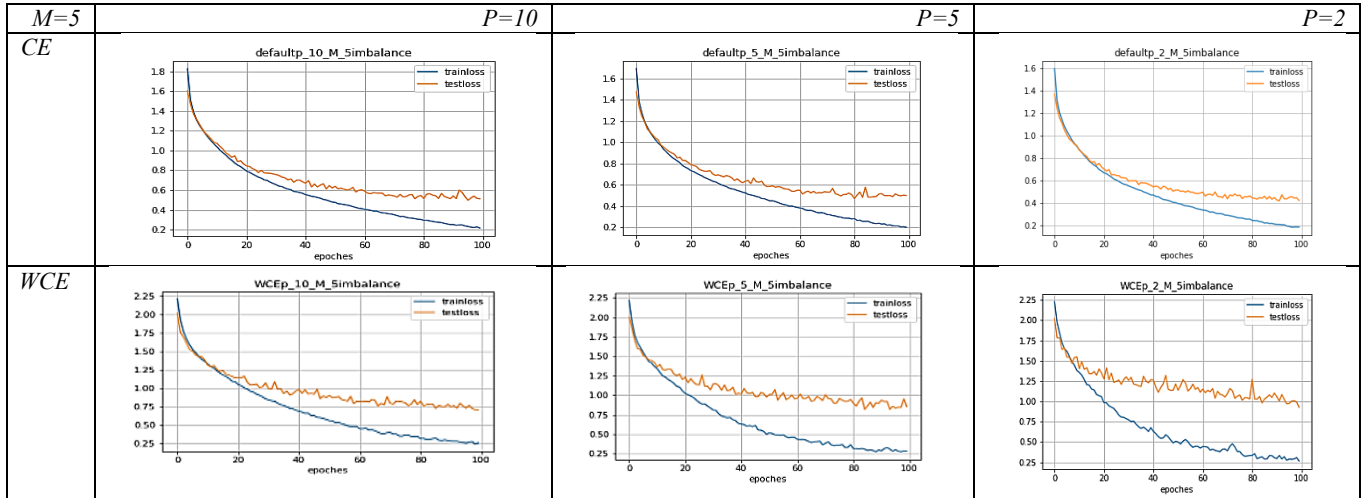 M=5 P=10 P=5 P=2
CE
defaultp_10_M_5imbalance
trainloss
testloss
1.8
1.6
1.4
1.2
1.0
0.8
0.6
0.4
0.2
0 20 40 60 80 100
epoches
defaultp_5_M_5imbalance
trainloss
testloss
1.6
1.4
1.2
1.0
0.8
0.6
0.4
0.2
0 20 40 60 80 100
epoches
defaultp_2_M_5imbalance
trainloss
testloss
1.6
1.4
1.2
1.0
0.8
0.6
0.4
0.2
0 20 40 60 80 100
epoches
WCE
WCEp_10_M_5imbalance
trainloss
testloss
2.25
2.00
1.75
1.50
1.25
1.00
0.75
0.50
0.25
0 20 40 60 80 100
epoches
WCEp_5_M_5imbalance
trainloss
testloss
2.25
2.00
1.75
1.50
1.25
1.00
0.75
0.50
0.25
0 20 40 60 80 100
epoches
WCEp_2_M_5imbalance
trainloss
testloss
2.25
2.00
1.75
1.50
1.25
1.00
0.75
0.50
0.25
0 20 40 60 80 100
epoches